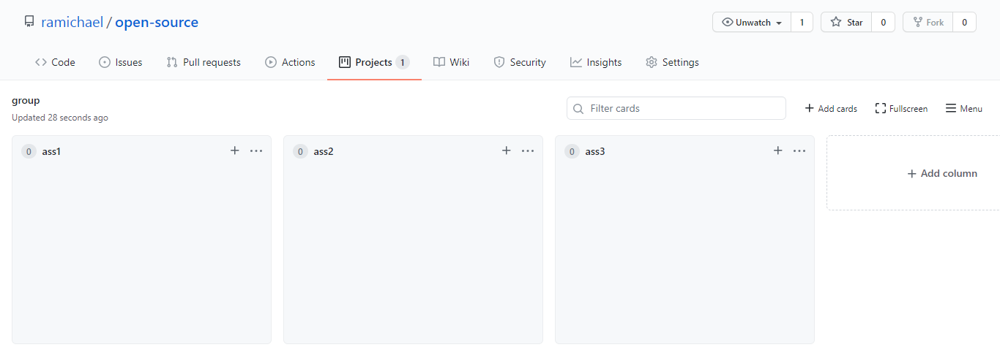 ramichael / open-source
Unwatch 1 Star 0 Fork 0
Code Issues Pull requests Actions Projects 1 Wiki Security Insights Settings
group
Updated 28 seconds ago
Filter cards
Add cards Fullscreen Menu
0 ass1
0 ass2
0 ass3
Add column